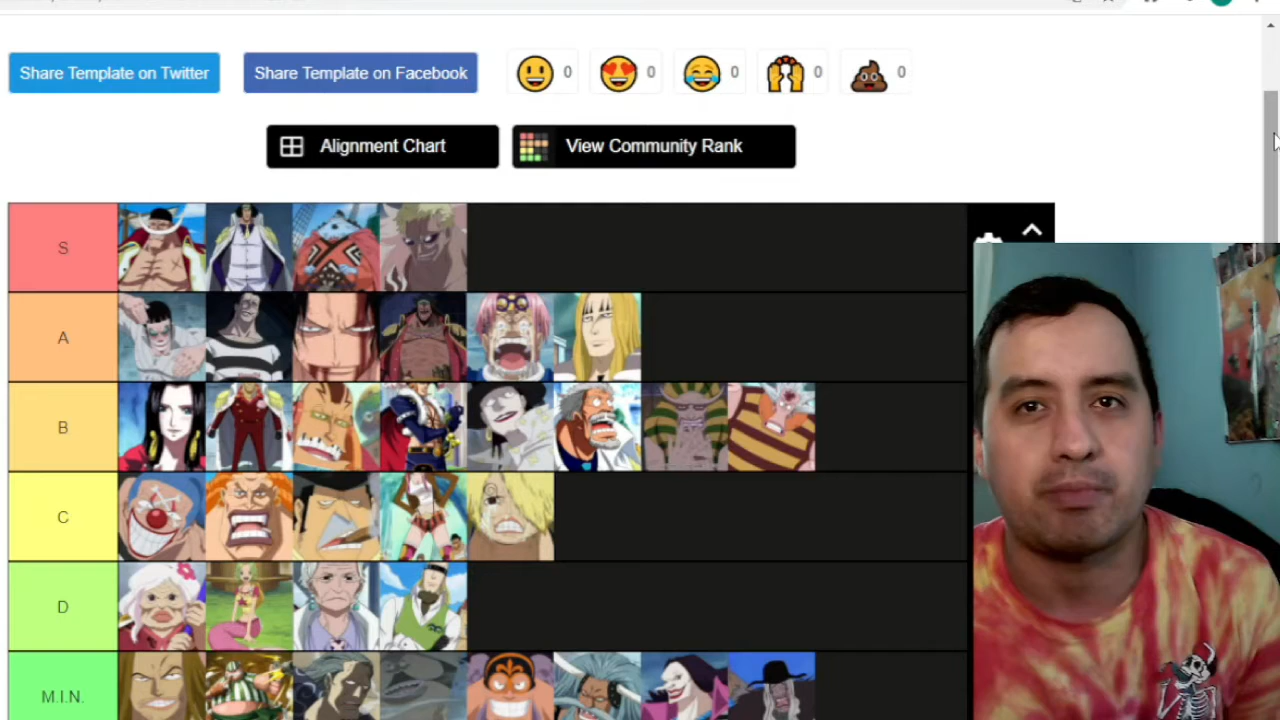 Share Template on Twitter
Share Template on Facebook
0
0
0
0
0
Alignment Chart
View Community Rank
S
A
B
C
D
M.I.N.